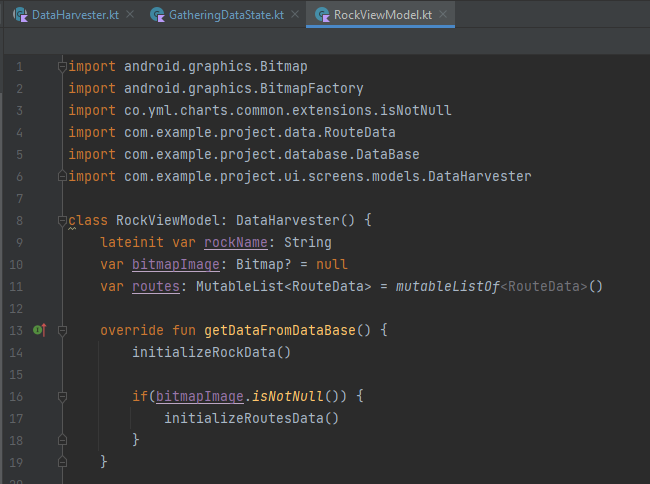 DataHarvester.kt GatheringDataState.kt RockViewModel.kt
1 import android.graphics.Bitmap
2 import android.graphics.BitmapFactory
3 import co.yml.charts.common.extensions.isNotNull
4 import com.example.project.data.RouteData
5 import com.example.project.database.DataBase
6 import com.example.project.ui.screens.models.DataHarvester
7
8 class RockViewModel: DataHarvester() {
9 lateinit var rockName: String
10 var bitmapImage: Bitmap? = null
11 var routes: MutableList<RouteData> = mutableListOf<RouteData>()
12
13 override fun getDataFromDataBase() {
14 initializeRockData()
15
16 if(bitmapImage.isNotNull()) {
17 initializeRoutesData()
18 }
19 }